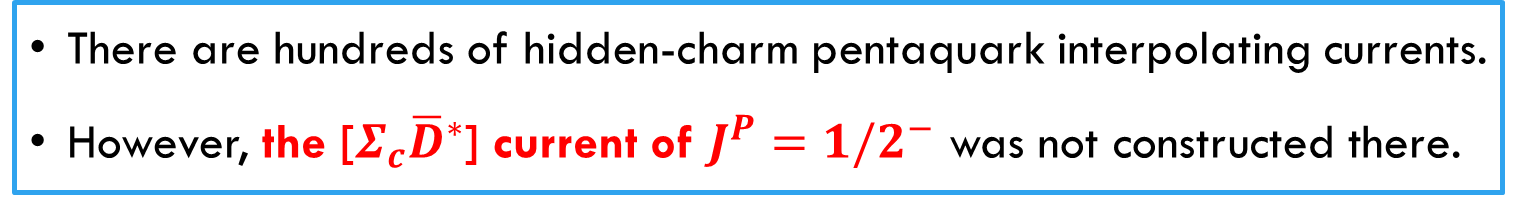 • There are hundreds of hidden-charm pentaquark interpolating currents.
• However, the [Σ_c D̅*] current of J^P = 1/2⁻ was not constructed there.